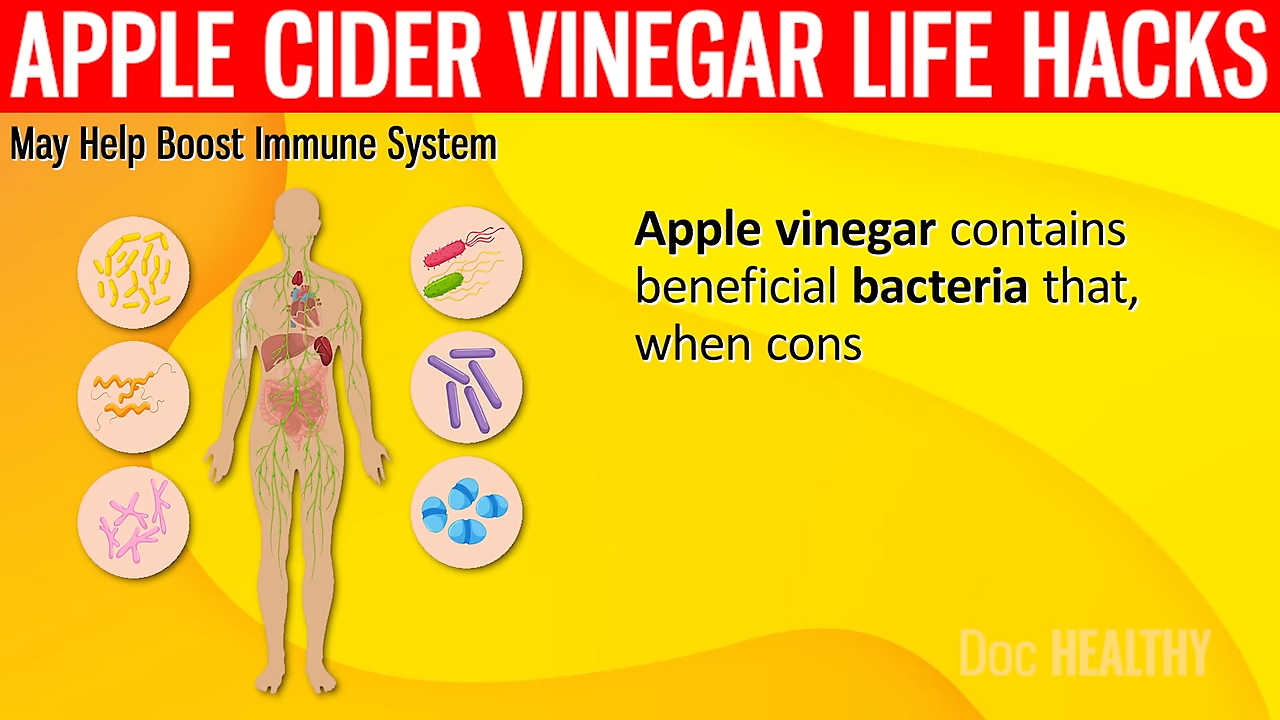 APPLE CIDER VINEGAR LIFE HACKS
May Help Boost Immune System
Apple vinegar contains
beneficial bacteria that,
when cons
Doc HEALTHY